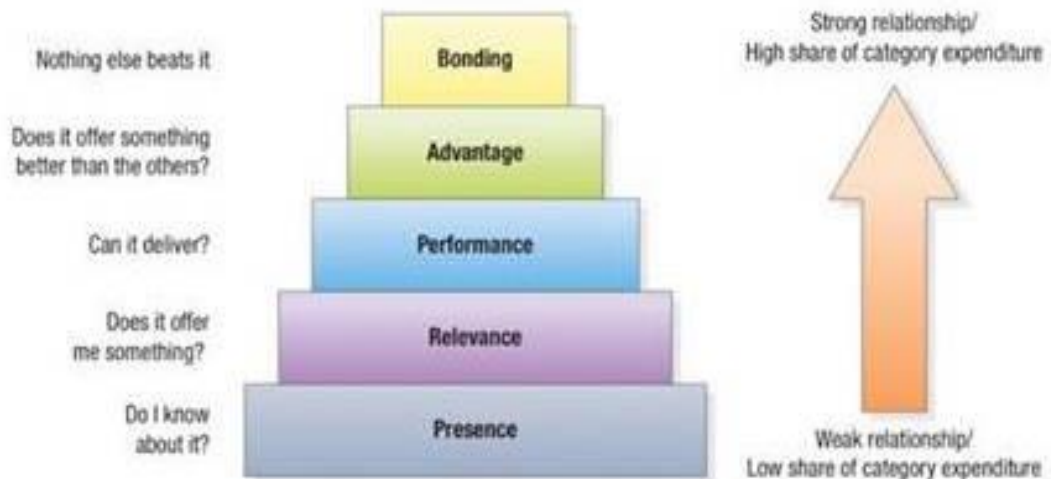 Nothing else beats it
Bonding
Strong relationship/
High share of category expenditure
Does it offer something
better than the others?
Advantage
Can it deliver?
Performance
Does it offer
me something?
Relevance
Do I know
about it?
Presence
Weak relationship/
Low share of category expenditure